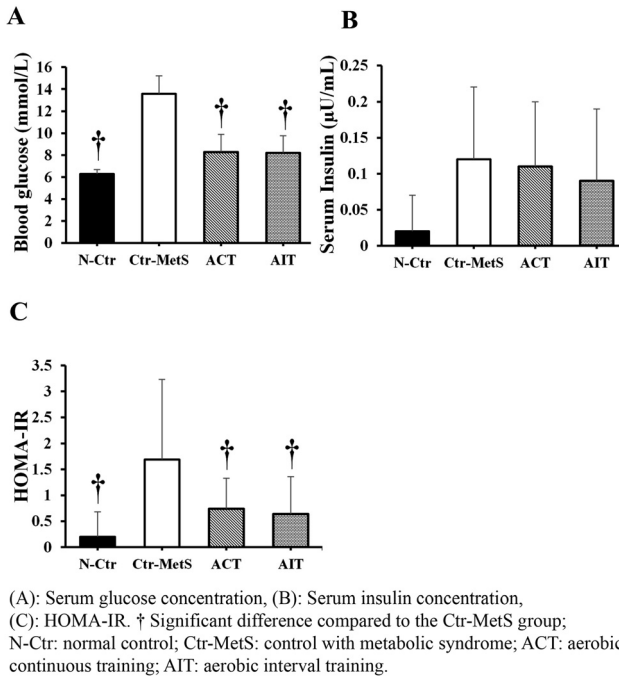 A
Blood glucose (mmol/L)
16
14
12
10
8
6
4
2
0
†
†
†
N-Ctr Ctr-MetS ACT AIT
B
Serum Insulin (μU/mL)
0.25
0.2
0.15
0.1
0.05
0
N-Ctr Ctr-MetS ACT AIT
C
HOMA-IR
3.5
3
2.5
2
1.5
1
0.5
0
†
†
†
N-Ctr Ctr-MetS ACT AIT
(A): Serum glucose concentration, (B): Serum insulin concentration,
(C): HOMA-IR. † Significant difference compared to the Ctr-MetS group;
N-Ctr: normal control; Ctr-MetS: control with metabolic syndrome; ACT: aerobic
continuous training; AIT: aerobic interval training.